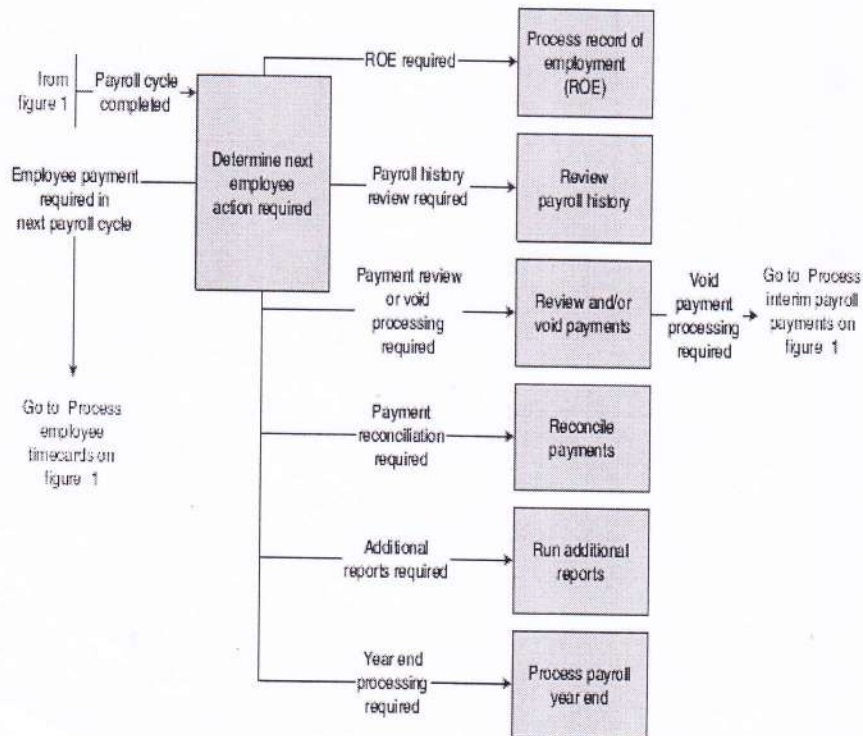 from
figure 1
Payroll cycle
completed
Employee payment
required in
next payroll cycle
Go to Process
employee
timecards on
figure 1
Determine next
employee
action required
ROE required
Process record of
employment
(ROE)
Payroll history
review required
Review
payroll history
Payment review
or void
processing
required
Review and/or
void payments
Void
payment
processing
required
Go to Process
interim payroll
payments on
figure 1
Payment
reconciliation
required
Reconcile
payments
Additional
reports required
Run additional
reports
Year end
processing
required
Process payroll
year end